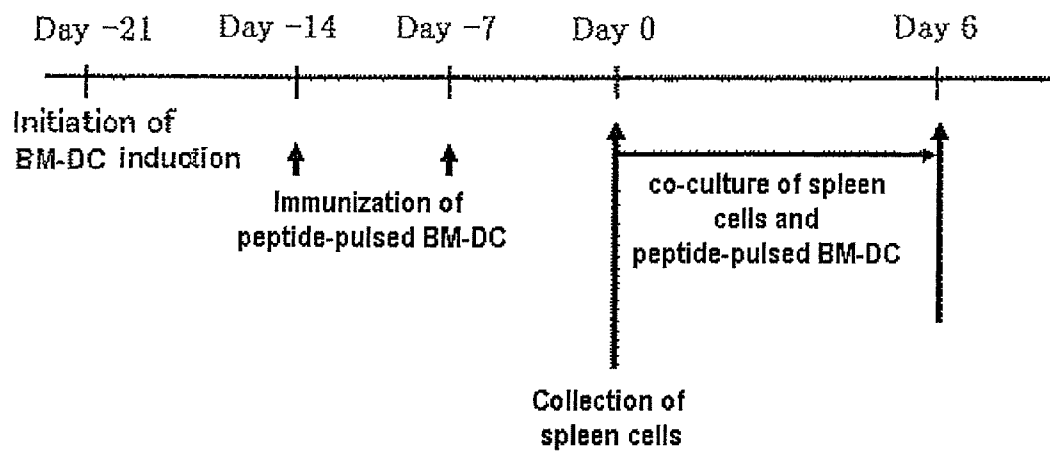 Day -21 Day -14 Day -7 Day 0 Day 6
Initiation of
BM-DC induction
Immunization of
peptide-pulsed BM-DC
co-culture of spleen
cells and
peptide-pulsed BM-DC
Collection of
spleen cells